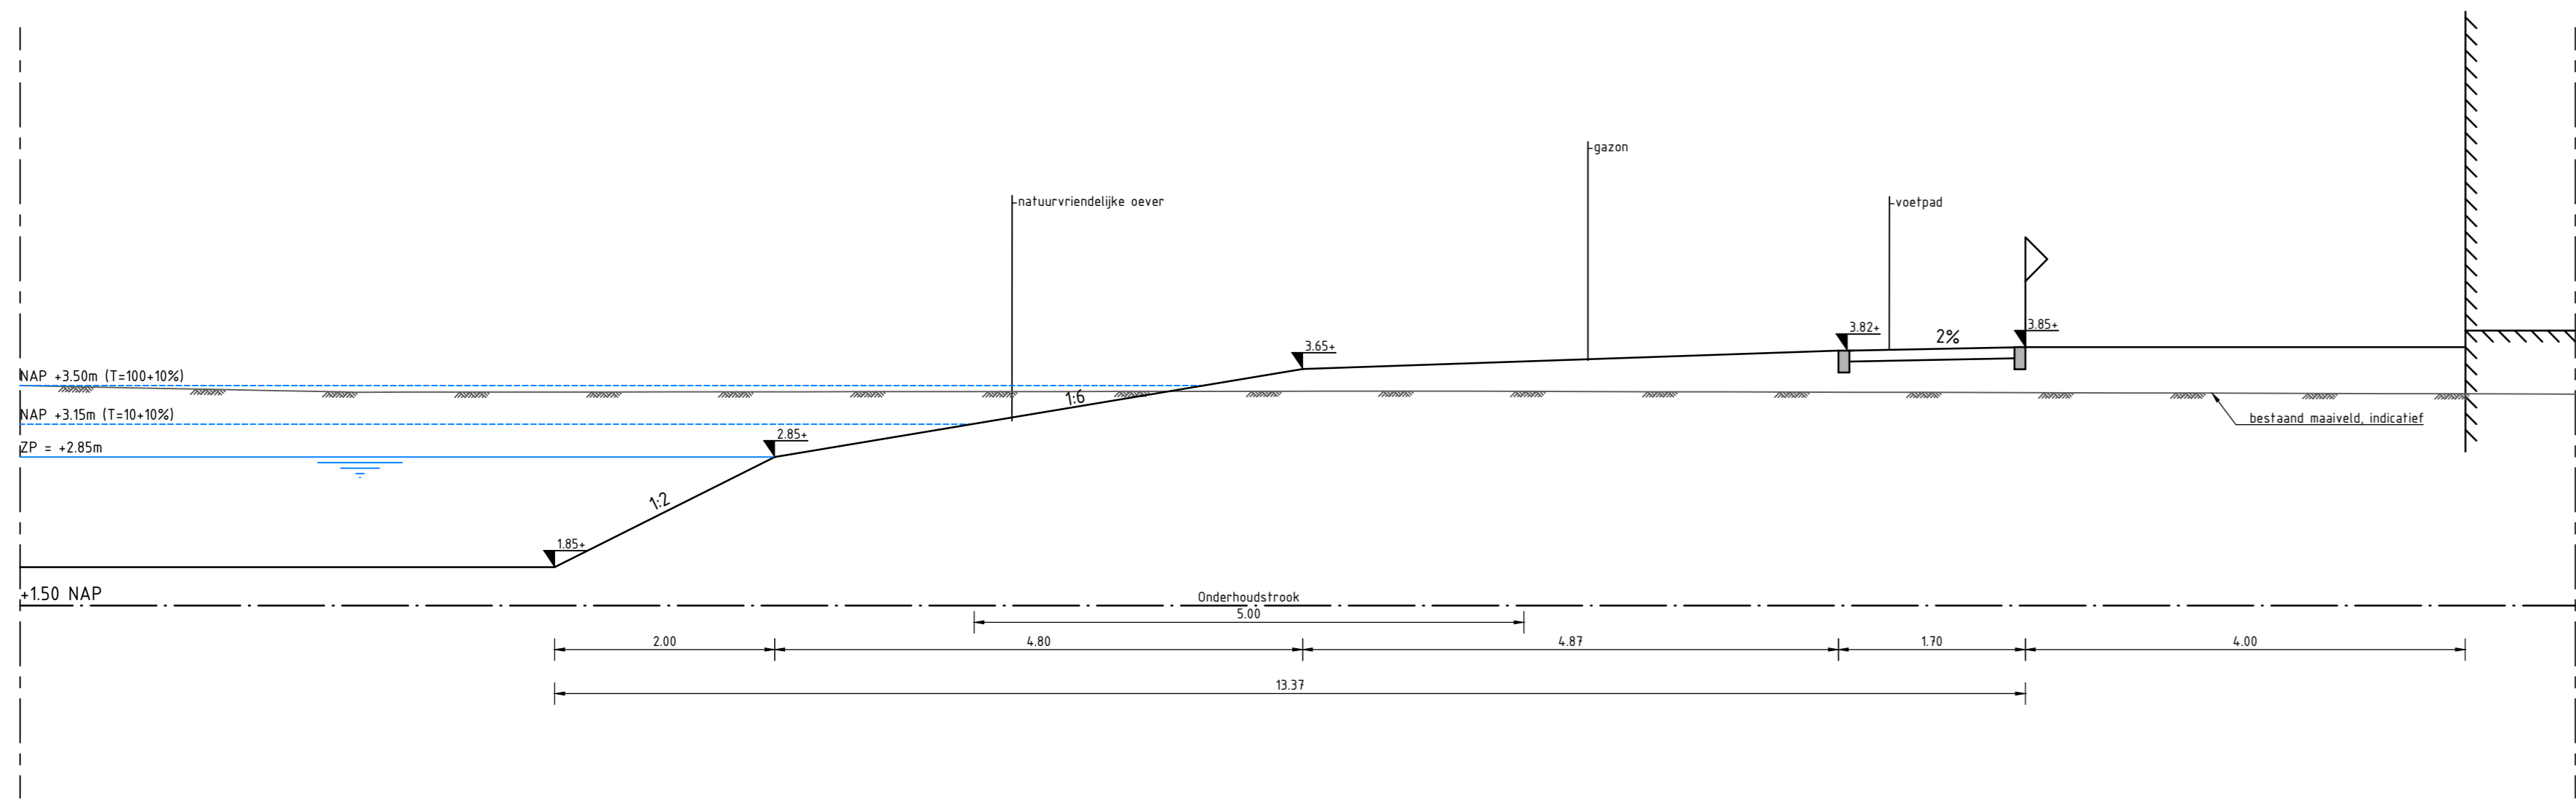 gazon
natuurvriendelijke oever
voetpad
3.82+
2%
3.85+
3.65+
NAP +3.50m (T=100+10%)
1:6
NAP +3.15m (T=10+10%)
bestaand maaiveld, indicatief
2.85+
ZP = +2.85m
1:2
1.85+
+1.50 NAP
Onderhoudstrook
5.00
2.00
4.80
4.87
1.70
4.00
13.37